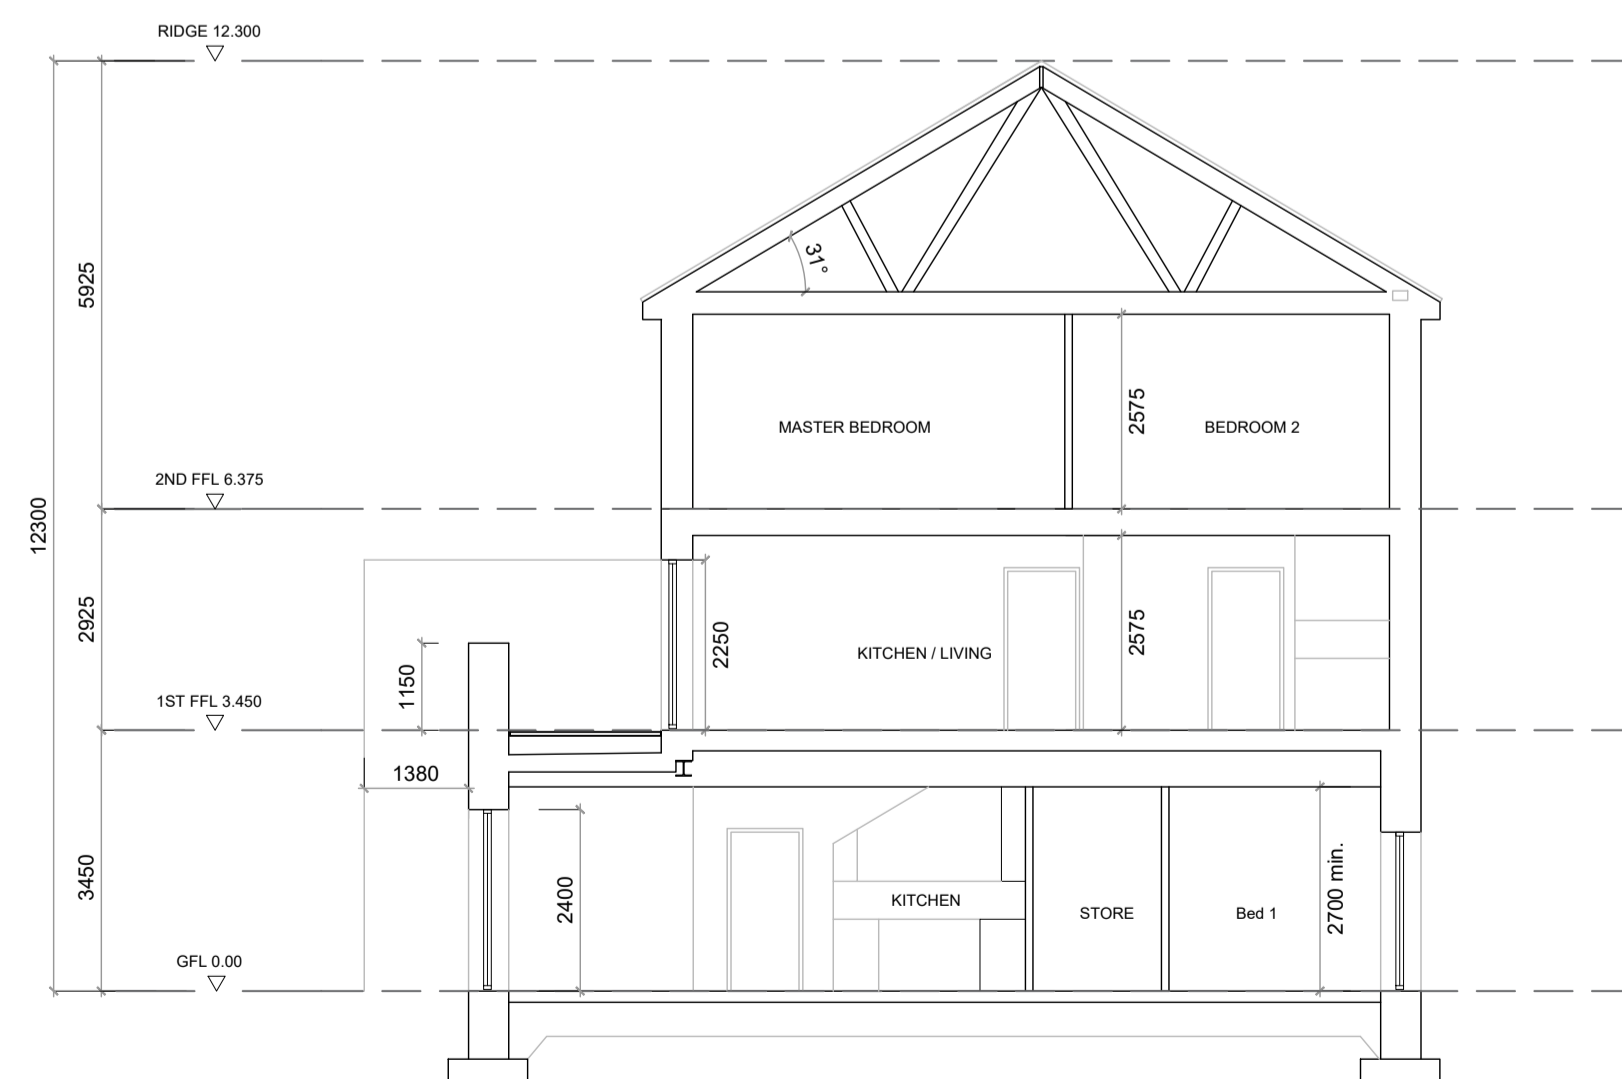 RIDGE 12.300
5925
31°
MASTER BEDROOM
2575
BEDROOM 2
2ND FFL 6.375
12300
2925
1150
2250
KITCHEN / LIVING
2575
1ST FFL 3.450
1380
3450
2400
KITCHEN
STORE
Bed 1
2700 min.
GFL 0.00